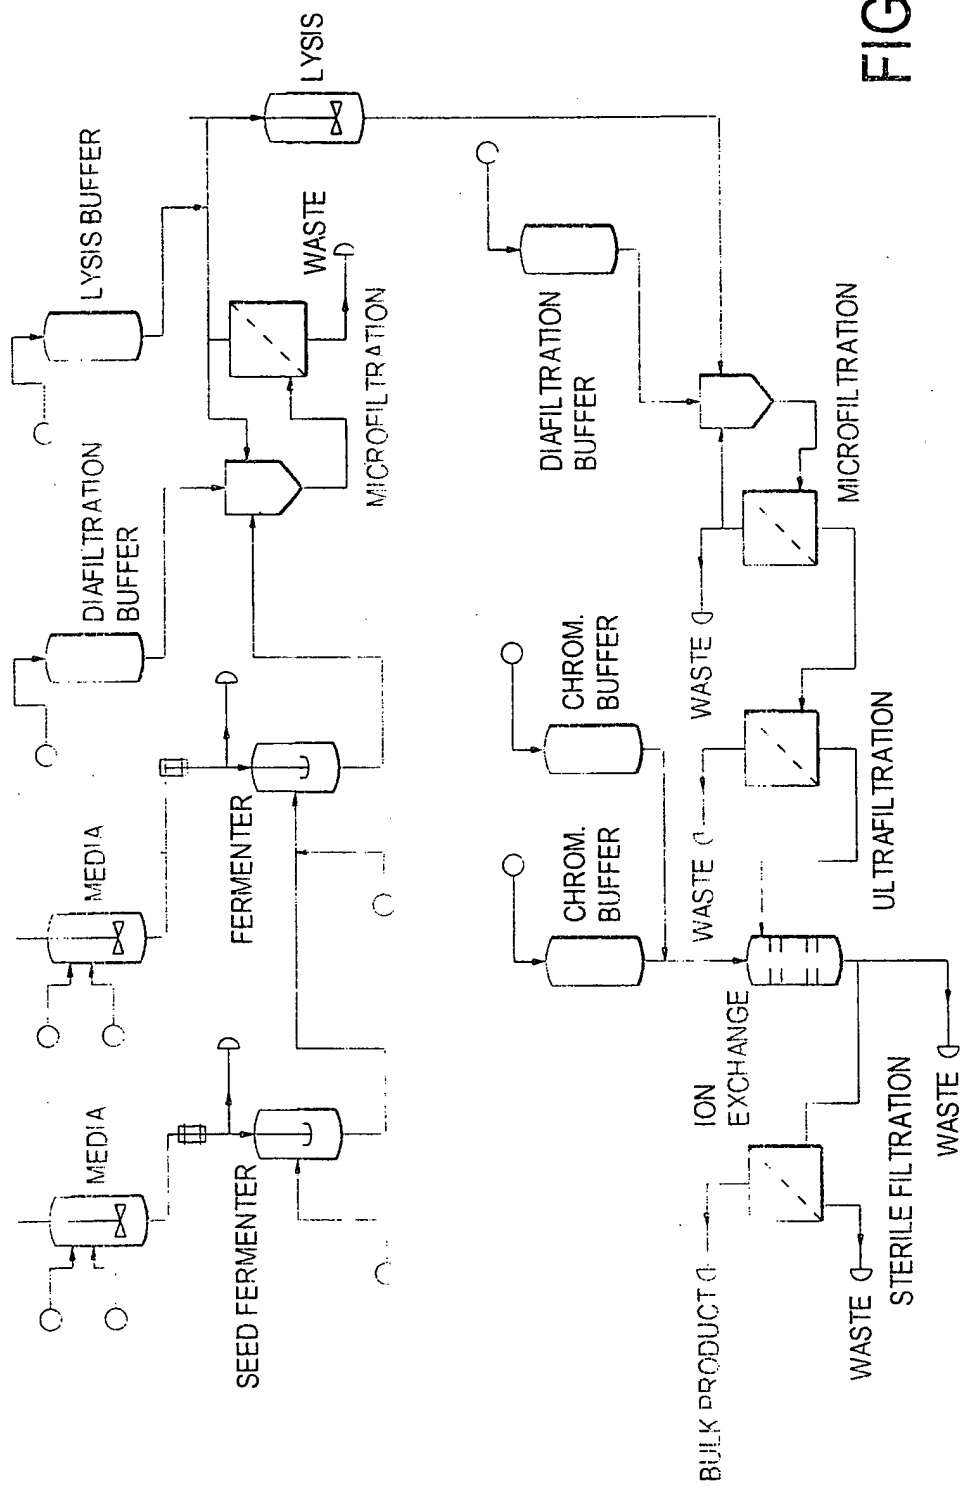 MEDIA
MEDIA
DIAFILTRATION
BUFFER
LYSIS BUFFER
SEED FERMENTER
FERMENTER
MICROFILTRATION
WASTE
LYSIS
CHROM.
BUFFER
CHROM.
BUFFER
DIAFILTRATION
BUFFER
BULK PRODUCT
ION
EXCHANGE
WASTE
WASTE
WASTE
STERILE FILTRATION
WASTE
ULTRAFILTRATION
MICROFILTRATION
FIG